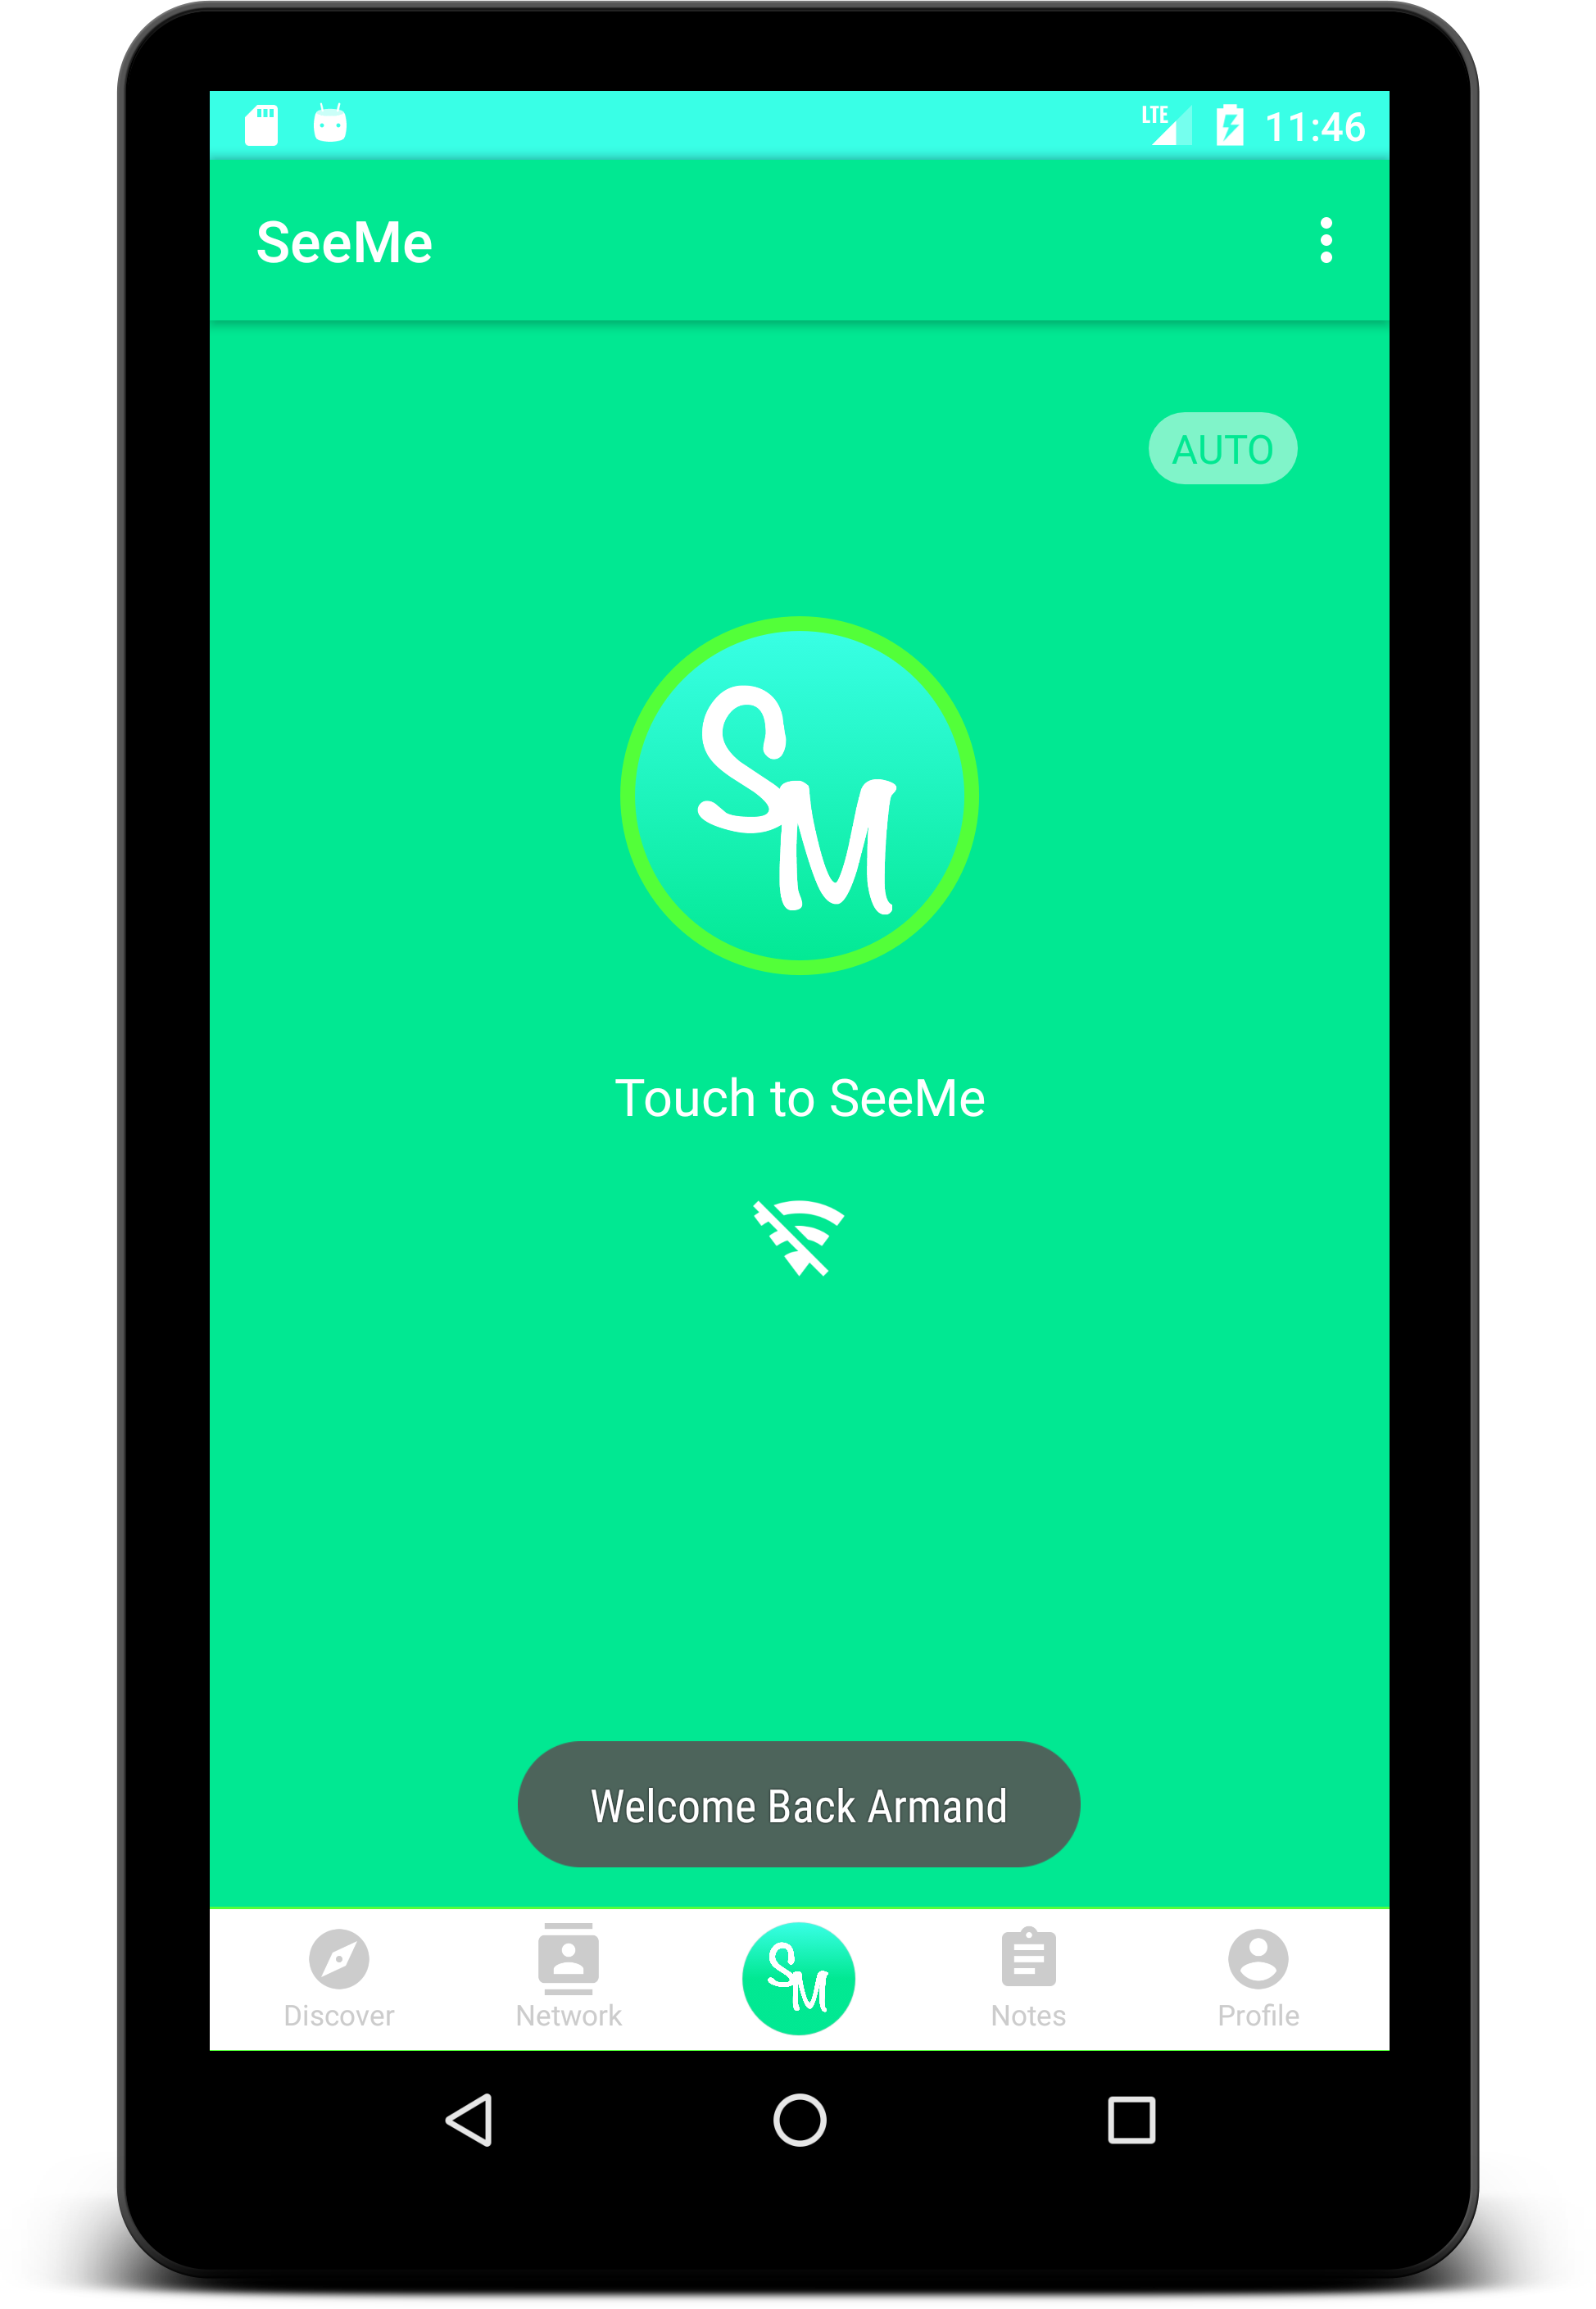 LTE 11:46
SeeMe
AUTO
SM
Touch to SeeMe
Welcome Back Armand
SM
Discover Network Notes Profile